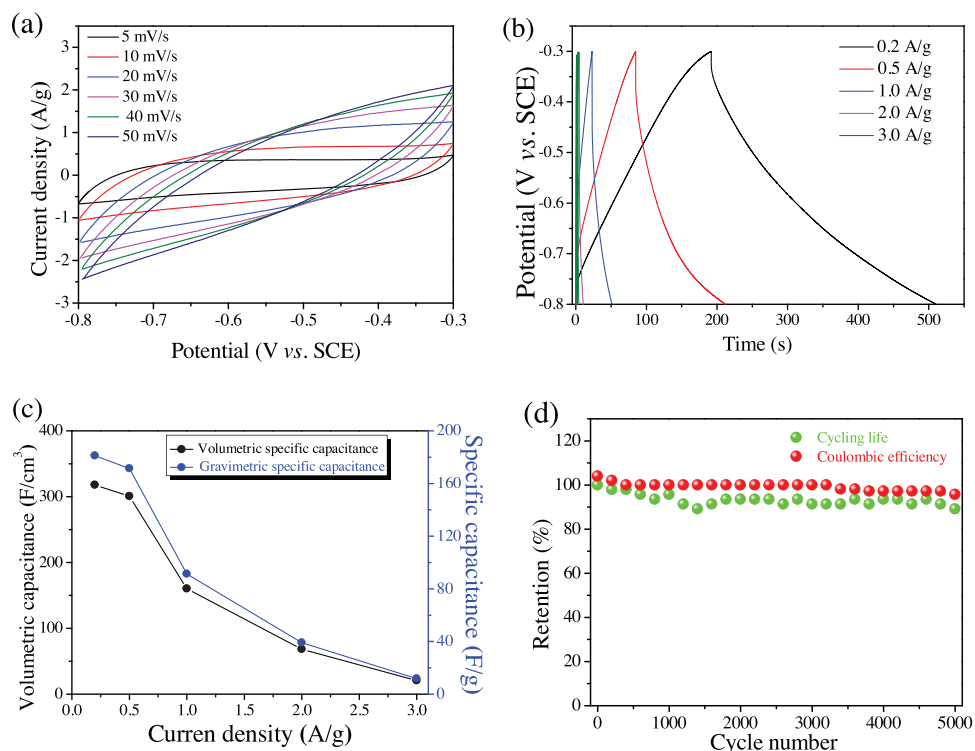 (a)
5 mV/s
10 mV/s
20 mV/s
30 mV/s
40 mV/s
50 mV/s
3
2
1
0
-1
-2
-3
-0.8 -0.7 -0.6 -0.5 -0.4 -0.3
Current density (A/g)
Potential (V vs. SCE)
(b)
0.2 A/g
0.5 A/g
1.0 A/g
2.0 A/g
3.0 A/g
-0.3
-0.4
-0.5
-0.6
-0.7
-0.8
0 100 200 300 400 500
Potential (V vs. SCE)
Time (s)
(c)
Volumetric specific capacitance
Gravimetric specific capacitance
400
300
200
100
0
200
160
120
80
40
0
0.0 0.5 1.0 1.5 2.0 2.5 3.0
Volumetric capacitance (F/cm3)
Specific capacitance (F/g)
Curren density (A/g)
(d)
Cycling life
Coulombic efficiency
120
100
80
60
40
20
0
0 1000 2000 3000 4000 5000
Retention (%)
Cycle number